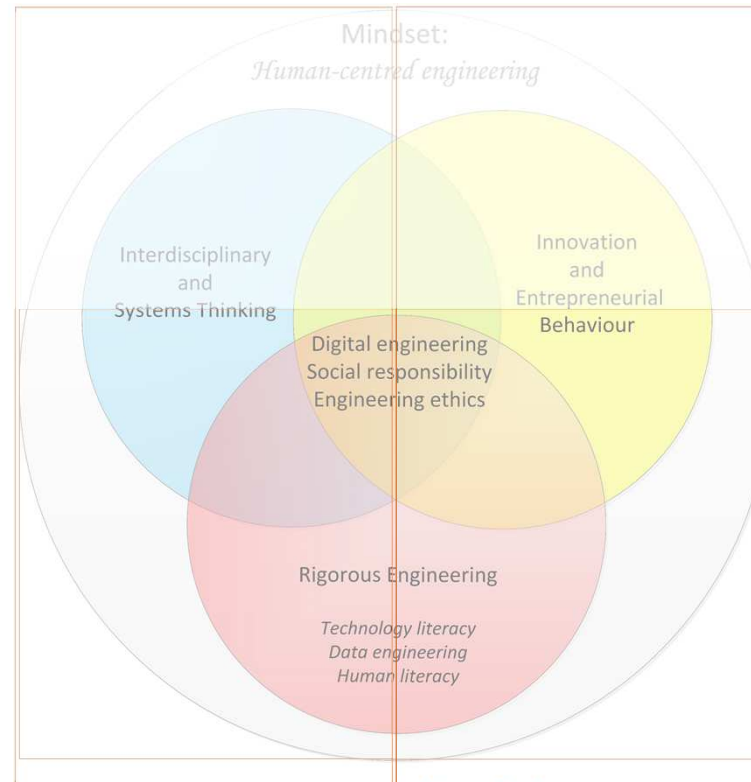 Mindset:
Human-centred engineering
Interdisciplinary
and
Systems Thinking
Innovation
and
Entrepreneurial
Behaviour
Digital engineering
Social responsibility
Engineering ethics
Rigorous Engineering
Technology literacy
Data engineering
Human literacy